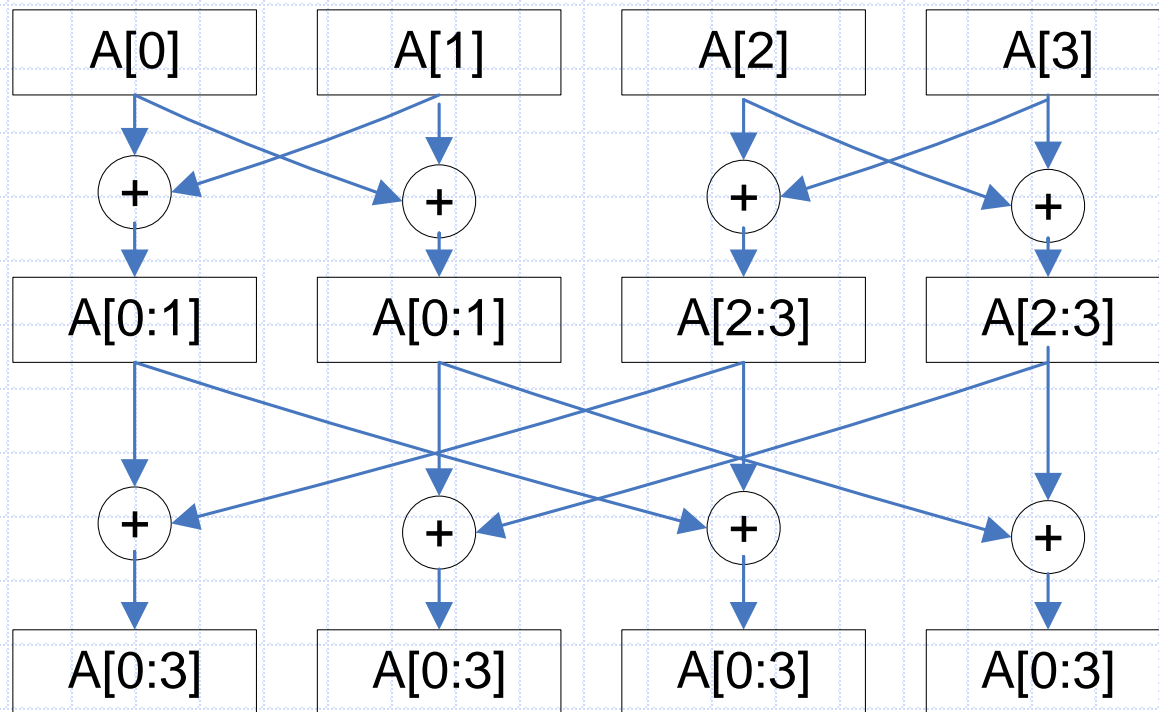 A[0] A[1] A[2] A[3]
+ + + +
A[0:1] A[0:1] A[2:3] A[2:3]
+ + + +
A[0:3] A[0:3] A[0:3] A[0:3]